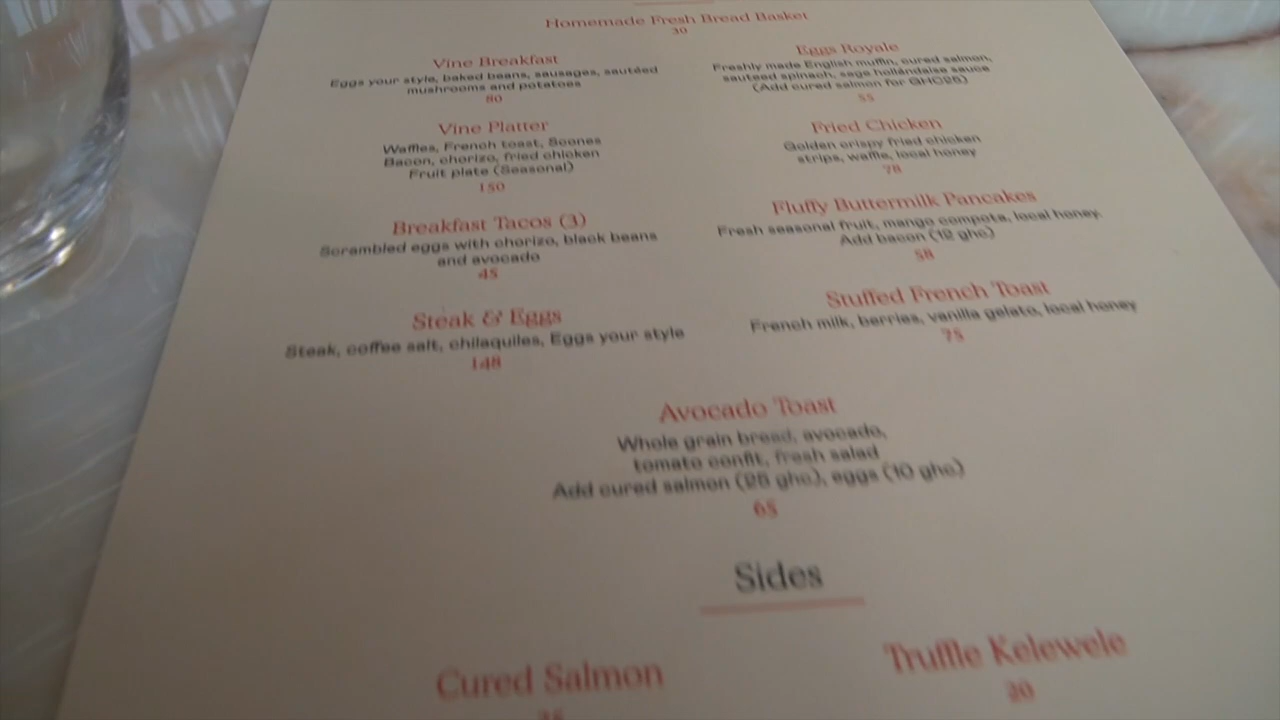 Homemade Fresh Bread Basket
30
Vine Breakfast
Eggs your style, baked beans, sausages, sautéed
mushrooms and potatoes
80
Vine Platter
Waffles, French toast, Scones
Bacon, chorizo, fried chicken
Fruit plate (Seasonal)
150
Breakfast Tacos (3)
Scrambled eggs with chorizo, black beans
and avocado
45
Steak & Eggs
Steak, coffee salt, chilaquiles, Eggs your style
148
Eggs Royale
Freshly made English muffin, cured salmon,
sauteed spinach, sage hollandaise sauce
(Add cured salmon for GHC25)
55
Fried Chicken
Golden crispy fried chicken
strips, waffle, local honey
78
Fluffy Buttermilk Pancakes
Fresh seasonal fruit, mango compote, local honey.
Add bacon (12 ghc)
58
Stuffed French Toast
French milk, berries, vanilla gelato, local honey
75
Avocado Toast
Whole grain bread, avocado,
tomato confit, fresh salad
Add cured salmon (25 ghc), eggs (10 ghc)
65
Sides
Cured Salmon
Truffle Kelewele
20